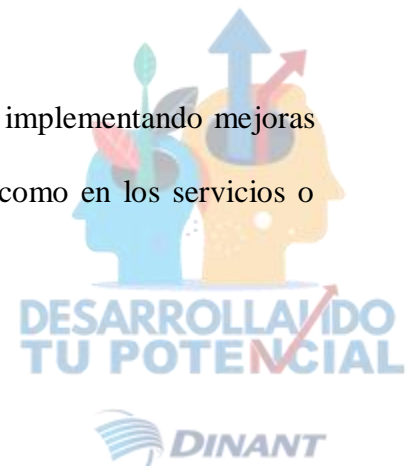 implementando mejoras
como en los servicios o
DESARROLLANDO
TU POTENCIAL
DINANT